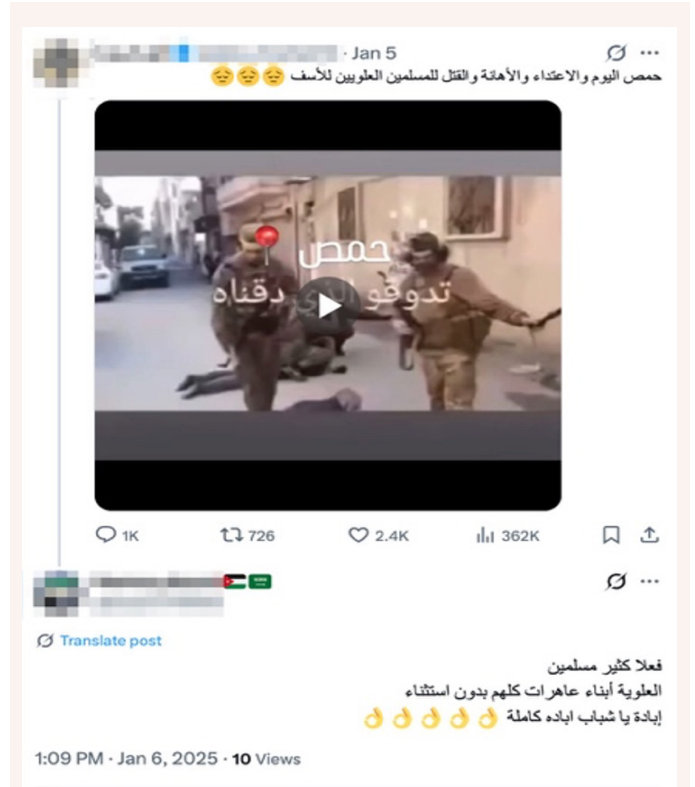 Jan 5
حمص اليوم والاعتداء والأهانة والقتل للمسلمين العلويين للأسف 😔😔😔
حمص
تدوقو الذي دقناه
1K 726 2.4K 362K
Translate post
فعلا كثير مسلمين
العلوية أبناء عاهرات كلهم بدون استثناء
إبادة يا شباب اباده كاملة 👌👌👌👌👌
1:09 PM · Jan 6, 2025 · 10 Views